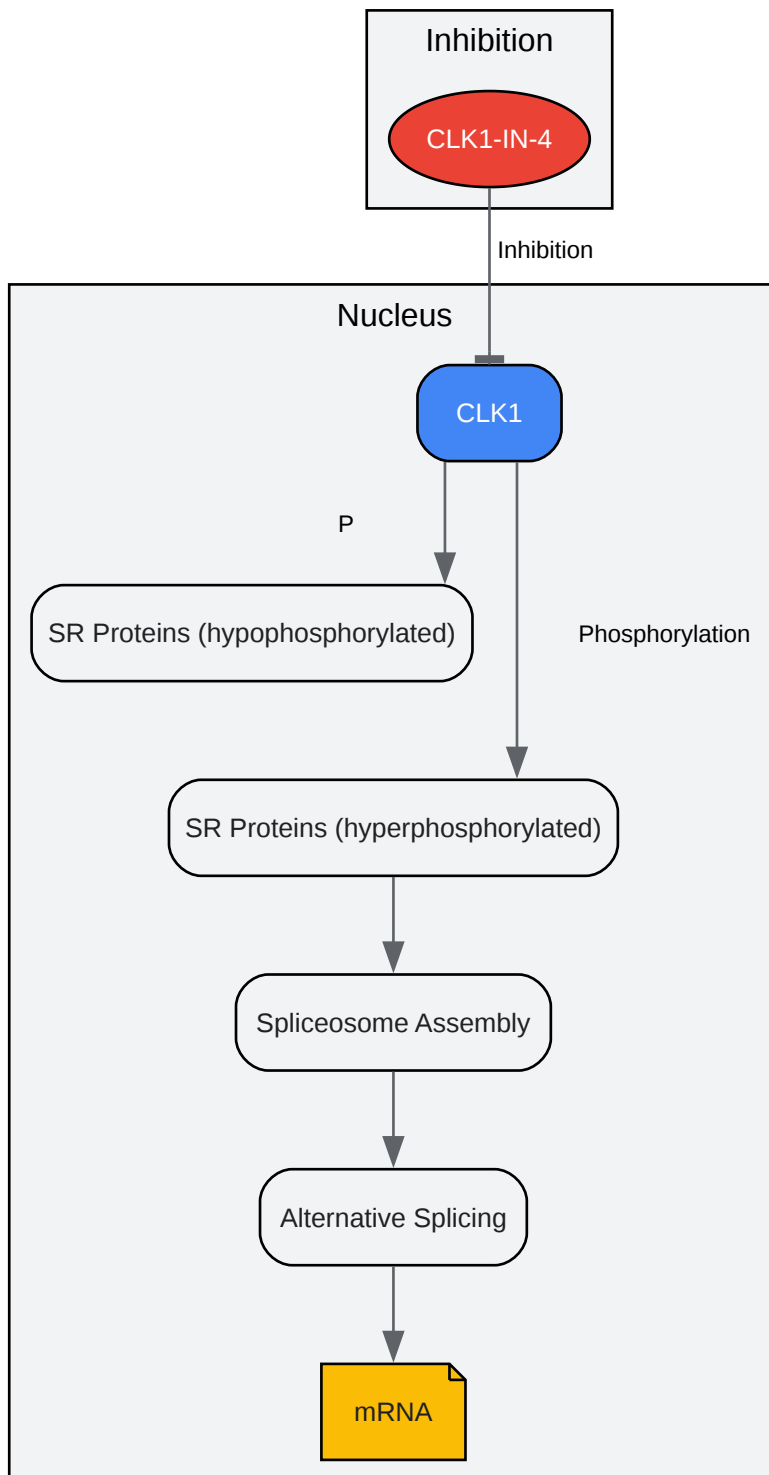 Inhibition
CLK1-IN-4
Inhibition
Nucleus
CLK1
P
SR Proteins (hypophosphorylated)
Phosphorylation
SR Proteins (hyperphosphorylated)
Spliceosome Assembly
Alternative Splicing
mRNA